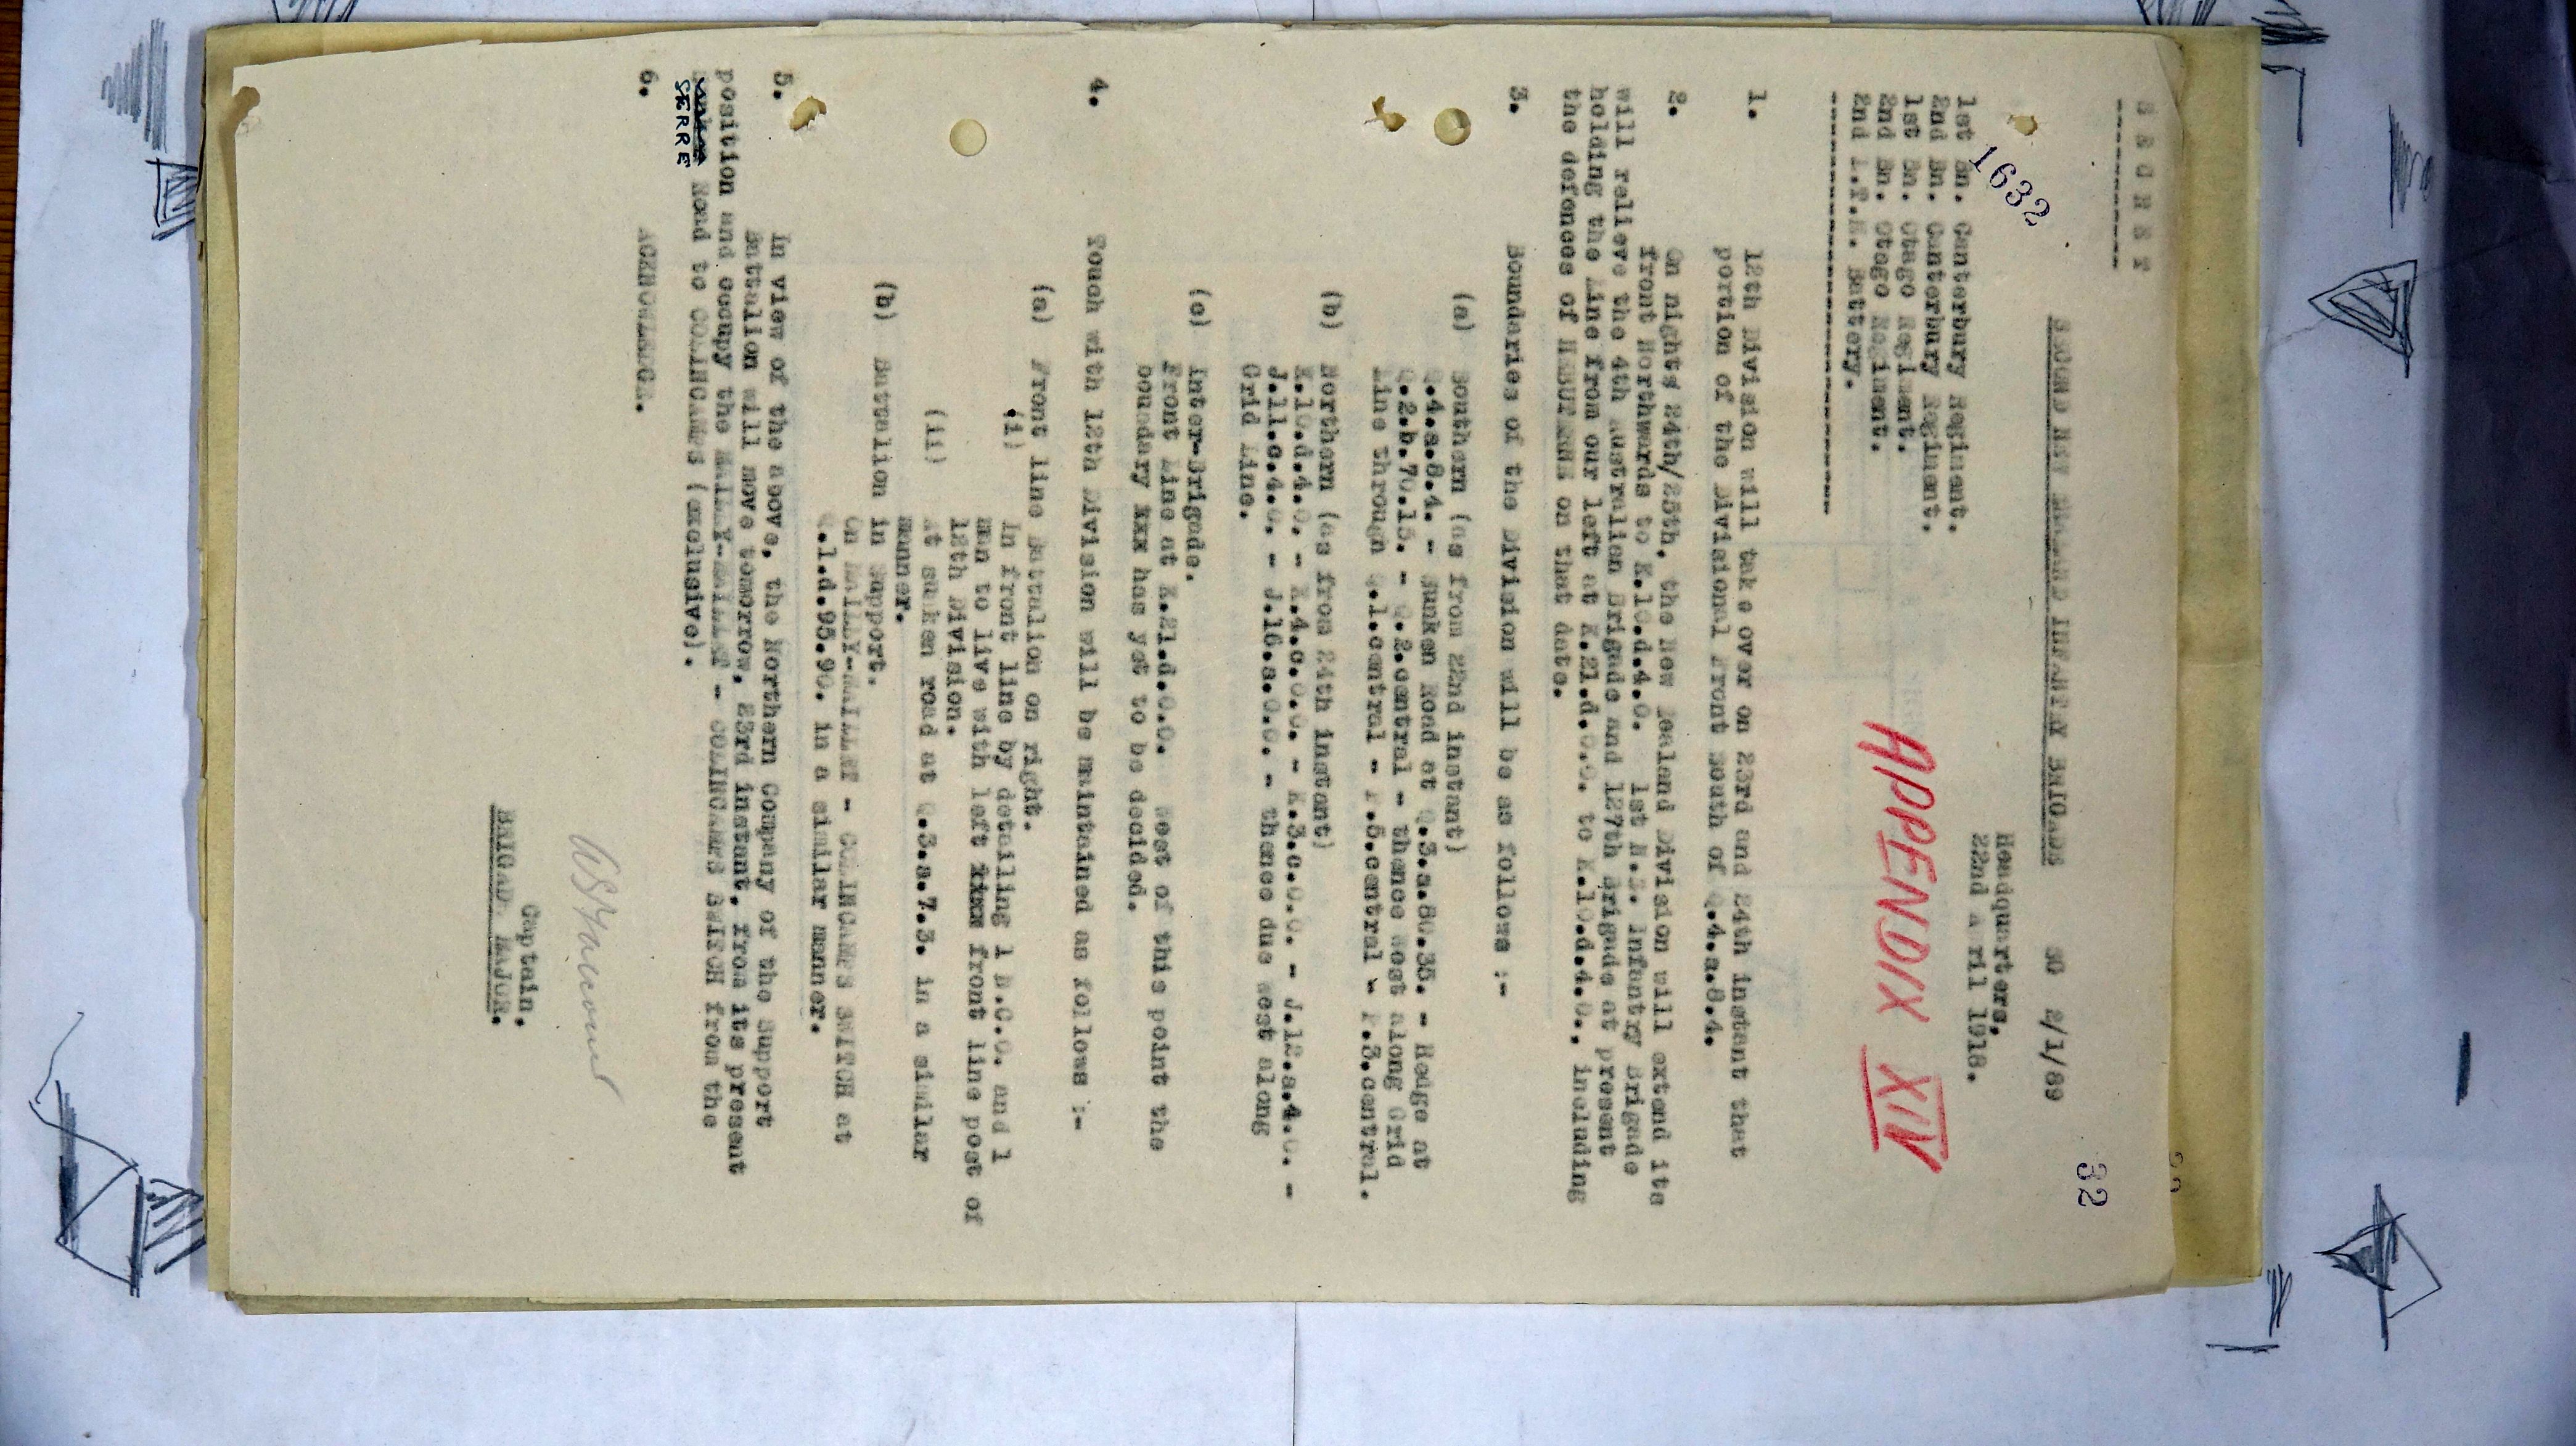 32
SECRET
SECOND NEW ZEALAND INFANTRY BRIGADE SG 2/1/89
1632
Headquarters,
22nd April 1918.
1st Bn. Canterbury Regiment.
2nd Bn. Canterbury Regiment.
1st Bn. Otago Regiment.
2nd Bn. Otago Regiment.
2nd L.T.M. Battery.
APPENDIX XIV
1. 12th Division will take over on 23rd and 24th instant that
portion of the Divisional Front South of Q.4.a.8.4.
2. On nights 24th/25th, the New Zealand Division will extend its
front Northwards to K.10.d.4.0. 1st N.Z. Infantry Brigade
will relieve the 4th Australian Brigade and 127th Brigade at present
holding the Line from our left at K.21.d.0.0. to K.10.d.4.0., including
the defences of HEBUTERNE on that date.
3. Boundaries of the Division will be as follows :-
(a) Southern (as from 22nd instant)
Q.4.a.8.4. - Sunken Road at Q.3.a.80.35. - Hedge at
Q.2.b.70.15. - Q.2.central - thence West along Grid
Line through Q.1.central - P.5.central - P.3.central.
(b) Northern (as from 24th instant)
K.10.d.4.0. - K.4.c.0.0. - K.3.c.0.0. - J.12.a.4.0. -
J.11.c.4.0. - J.16.a.0.0. - thence due West along
Grid Line.
(c) Inter-Brigade.
Front Line at K.21.d.0.0. West of this point the
boundary xxx has yet to be decided.
4. Touch with 12th Division will be maintained as follows :-
(a) Front line Battalion on right.
(i) In front line by detailing 1 N.C.O. and 1
man to live with left front line post of
12th Division.
(ii) At sunken road at Q.3.a.7.3. in a similar
manner.
(b) Battalion in Support.
On MAILLY-MAILLET - COLINCAMPS SWITCH at
Q.1.d.95.90. in a similar manner.
5. In view of the above, the Northern Company of the Support
Battalion will move tomorrow, 23rd instant, from its present
position and occupy the MAILLY-MAILLET - COLINCAMPS SWITCH from the
SERRE Road to COLINCAMPS (exclusive).
6. ACKNOWLEDGE.
Captain,
BRIGADE MAJOR.